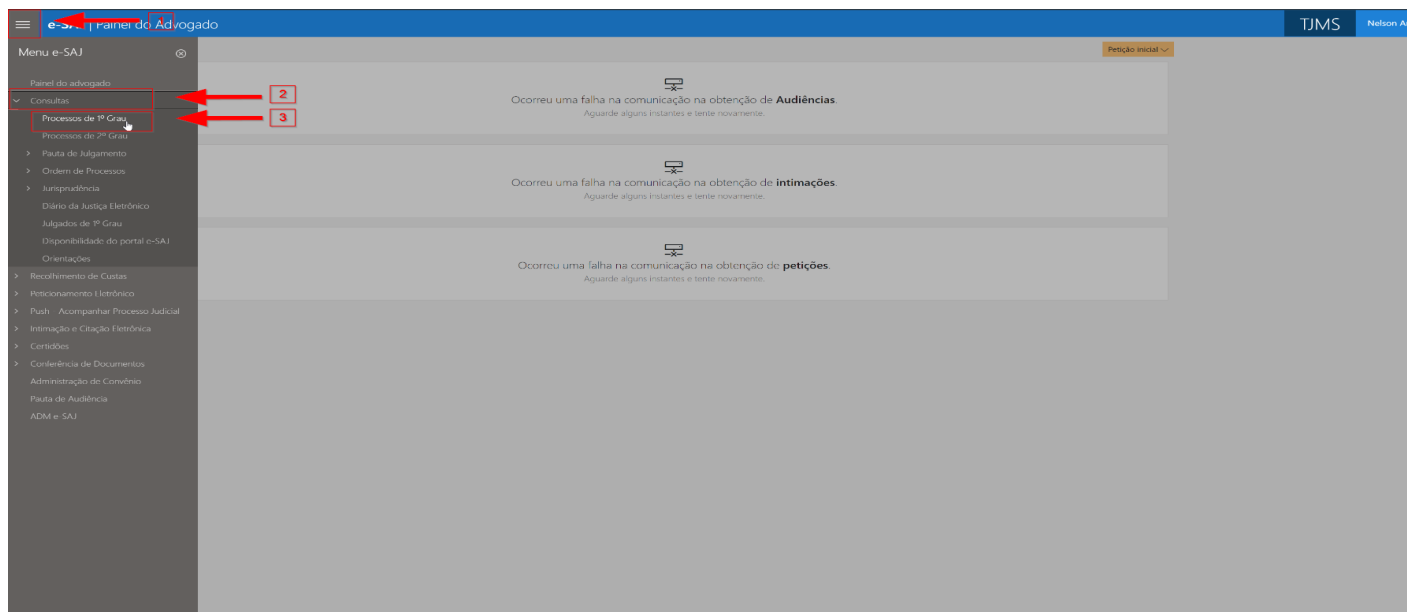 e-SAJ | Painel do Advogado
1
TJMS
Nelson A
Menu e-SAJ
Petição inicial
Painel do advogado
Consultas
2
Processos de 1º Grau
3
Processos de 2º Grau
Pauta de Julgamento
Ordem de Processos
Jurisprudência
Diário da Justiça Eletrônico
Julgados de 1º Grau
Disponibilidade do portal e-SAJ
Orientações
Recolhimento de Custas
Peticionamento Eletrônico
Push Acompanhar Processo Judicial
Intimação e Citação Eletrônica
Certidões
Conferência de Documentos
Administração de Convênio
Pauta de Audiência
ADM e-SAJ
Ocorreu uma falha na comunicação na obtenção de Audiências.
Aguarde alguns instantes e tente novamente.
Ocorreu uma falha na comunicação na obtenção de intimações.
Aguarde alguns instantes e tente novamente.
Ocorreu uma falha na comunicação na obtenção de petições.
Aguarde alguns instantes e tente novamente.